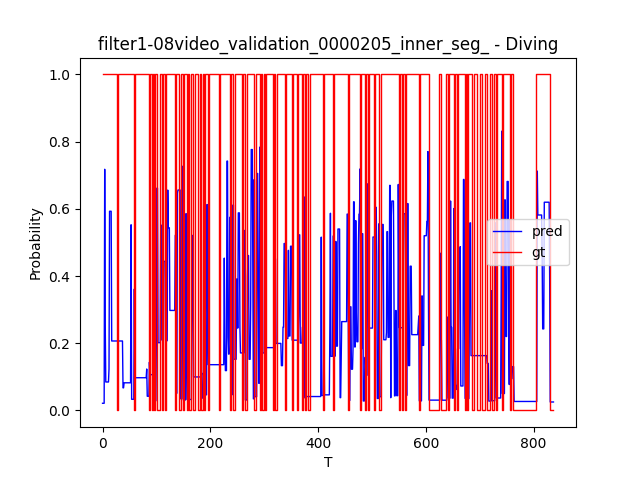 filter1-08video_validation_0000205_inner_seg_ - Diving
1.0
0.8
0.6
0.4
0.2
0.0
Probability
pred
gt
0 200 400 600 800
T